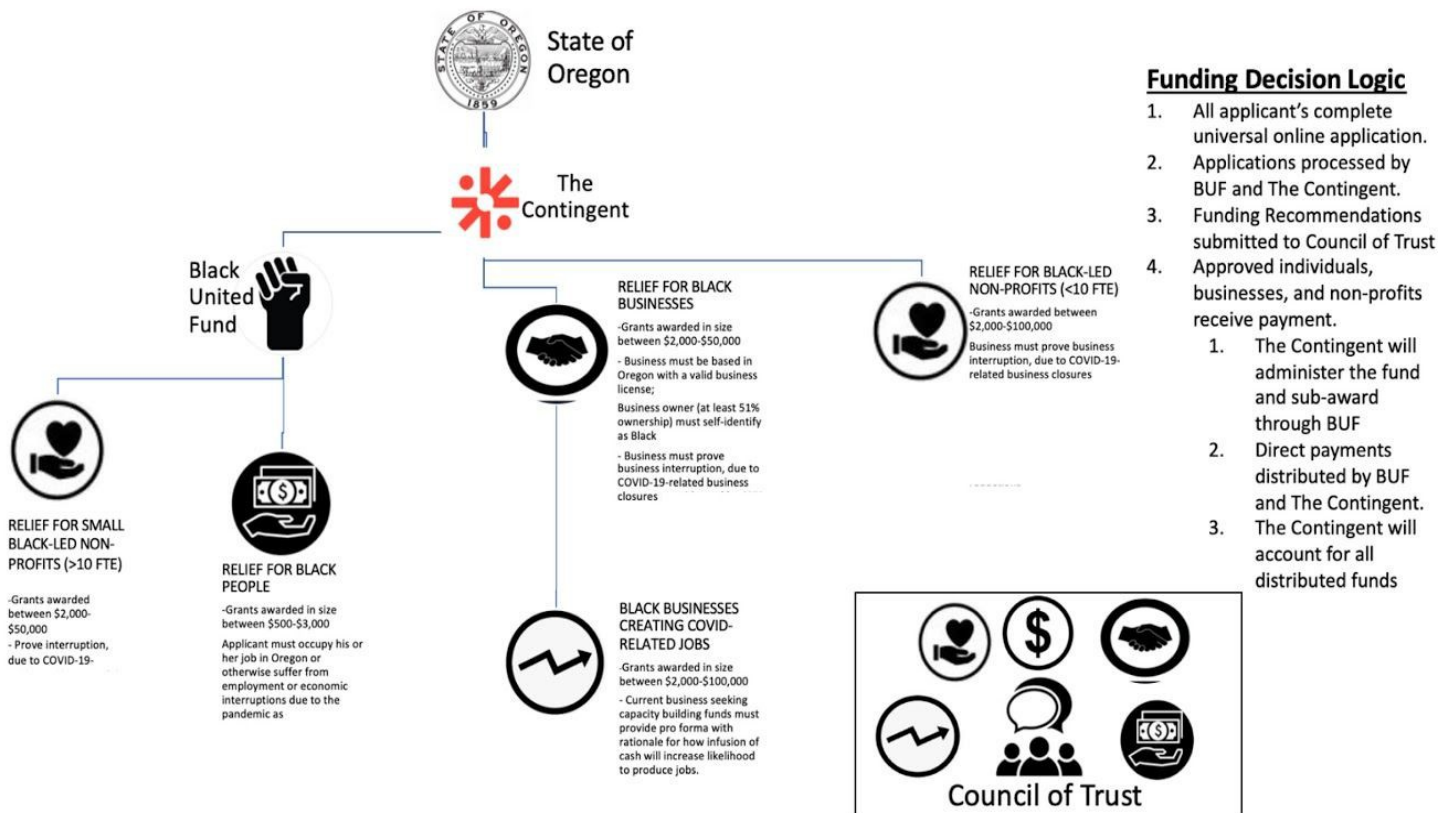 STATE OF OREGON
1859
State of
Oregon
The
Contingent
Black
United
Fund
RELIEF FOR SMALL
BLACK-LED NON-
PROFITS (>10 FTE)
-Grants awarded
between $2,000-
$50,000
- Prove interruption,
due to COVID-19-
RELIEF FOR BLACK
PEOPLE
-Grants awarded in size
between $500-$3,000
Applicant must occupy his or
her job in Oregon or
otherwise suffer from
employment or economic
interruptions due to the
pandemic as
RELIEF FOR BLACK
BUSINESSES
-Grants awarded in size
between $2,000-$50,000
- Business must be based in
Oregon with a valid business
license;
Business owner (at least 51%
ownership) must self-identify
as Black
- Business must prove
business interruption, due to
COVID-19-related business
closures
BLACK BUSINESSES
CREATING COVID-
RELATED JOBS
-Grants awarded in size
between $2,000-$100,000
- Current business seeking
capacity building funds must
provide pro forma with
rationale for how infusion of
cash will increase likelihood
to produce jobs.
RELIEF FOR BLACK-LED
NON-PROFITS (<10 FTE)
-Grants awarded between
$2,000-$100,000
Business must prove business
interruption, due to COVID-19-
related business closures
Funding Decision Logic
1. All applicant's complete
universal online application.
2. Applications processed by
BUF and The Contingent.
3. Funding Recommendations
submitted to Council of Trust
4. Approved individuals,
businesses, and non-profits
receive payment.
1. The Contingent will
administer the fund
and sub-award
through BUF
2. Direct payments
distributed by BUF
and The Contingent.
3. The Contingent will
account for all
distributed funds
$
$
$
Council of Trust